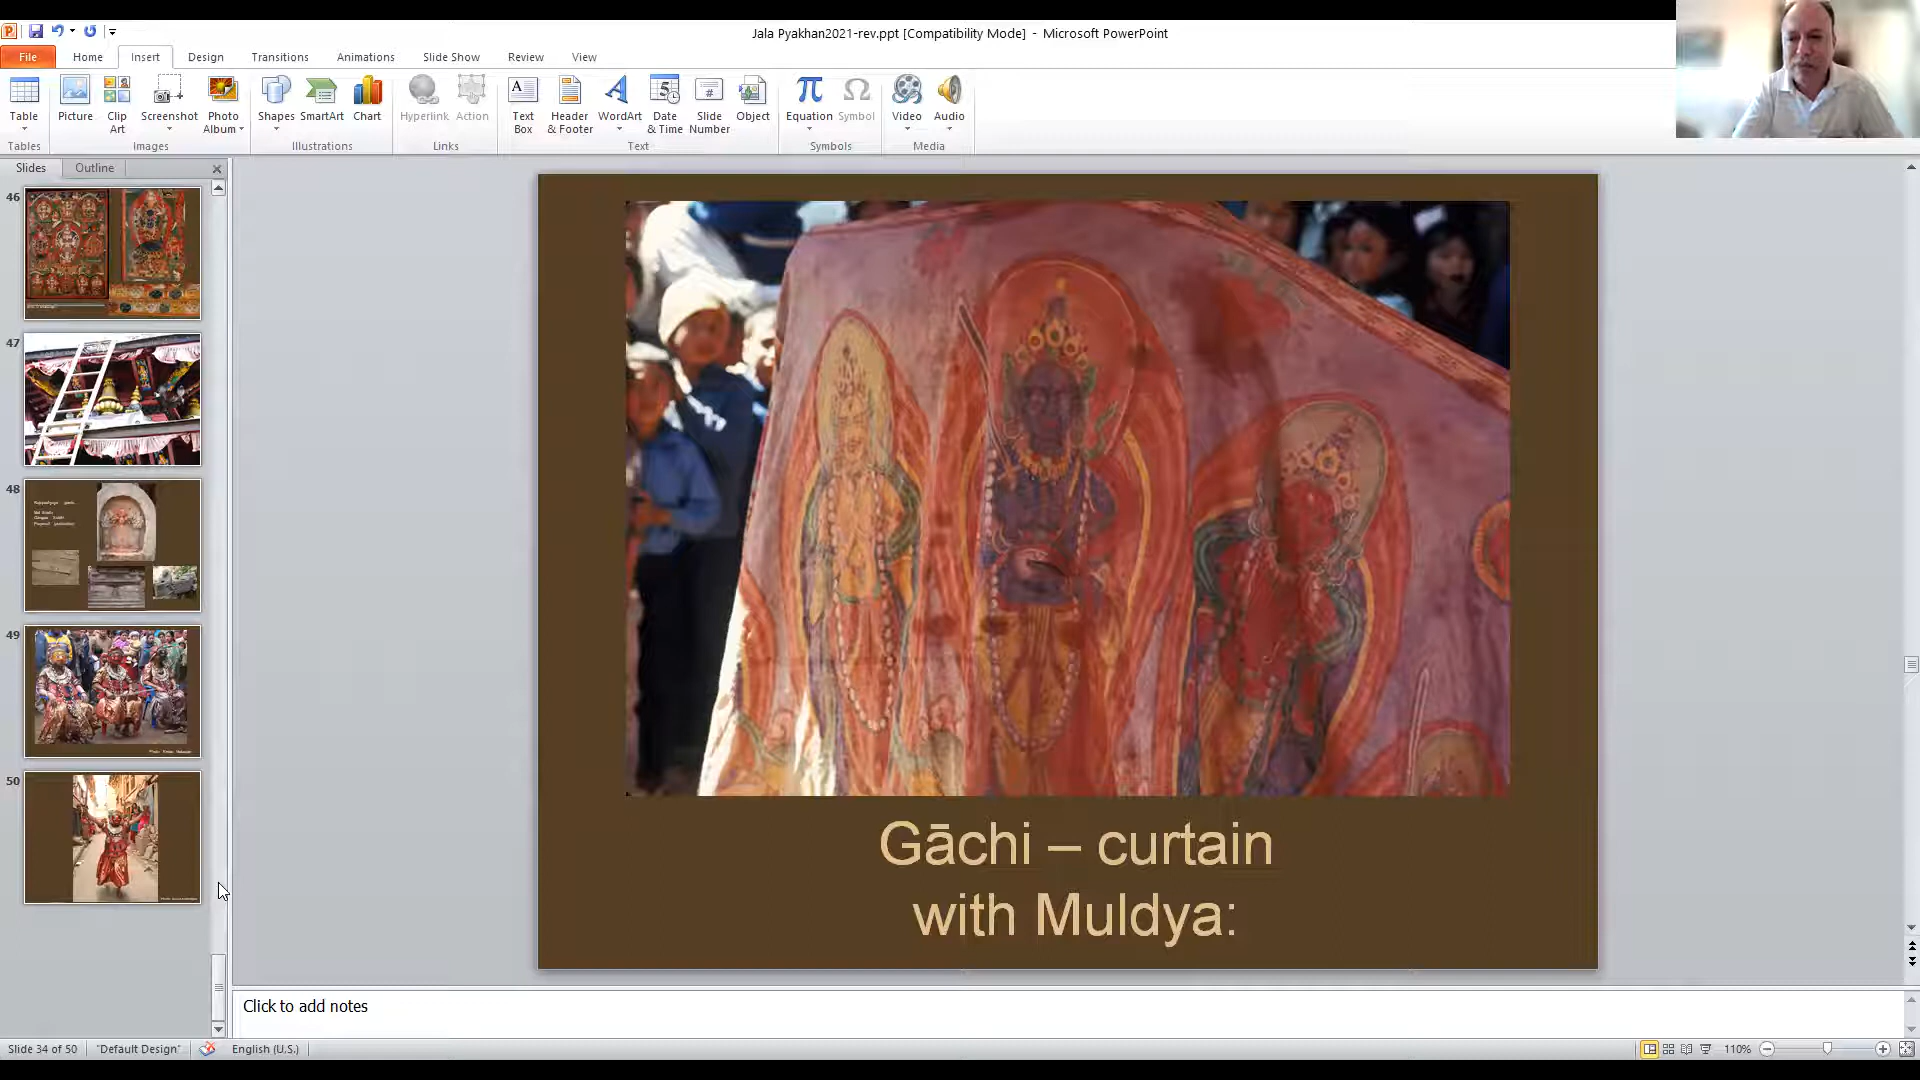 Jala Pyakhan2021-rev.ppt [Compatibility Mode] - Microsoft PowerPoint
File Home Insert Design Transitions Animations Slide Show Review View
Table
Picture
Clip Art
Screenshot
Photo Album
Shapes
SmartArt
Chart
Hyperlink
Action
Text Box
Header & Footer
WordArt
Date & Time
Slide Number
Object
Equation
Symbol
Video
Audio
Tables
Images
Illustrations
Links
Text
Symbols
Media
Slides Outline
46
47
48
49
50
Gāchi – curtain
with Muldya:
Click to add notes
Slide 34 of 50 "Default Design" English (U.S.) 110%